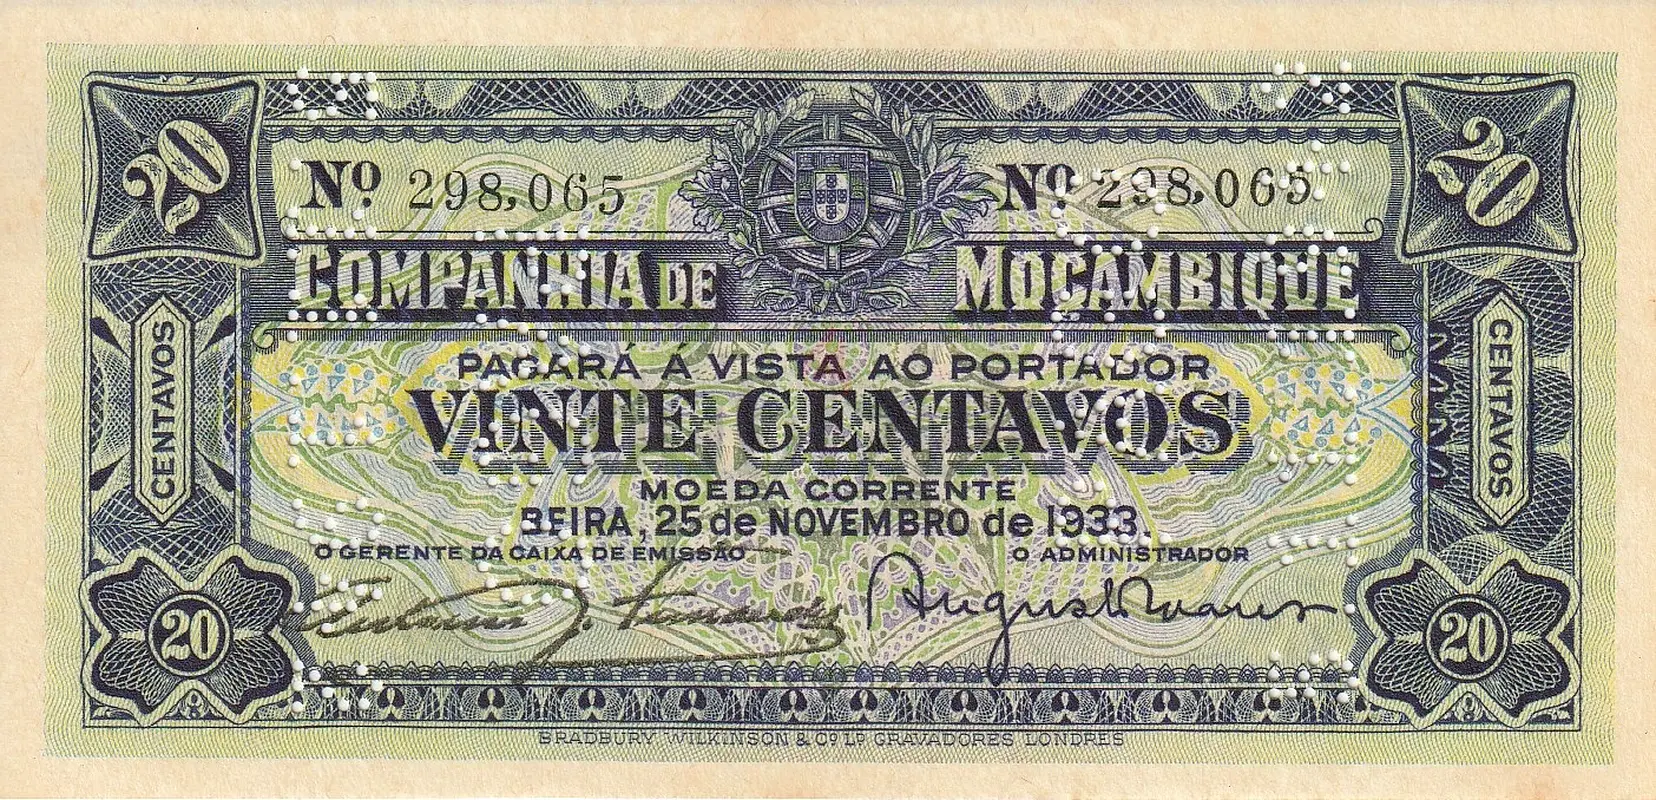 20
20
Nº 298,065
Nº 298,065
COMPANHIA DE MOÇAMBIQUE
PAGARÁ Á VISTA AO PORTADOR
VINTE CENTAVOS
CENTAVOS
CENTAVOS
MOEDA CORRENTE
BEIRA, 25 de NOVEMBRO de 1933.
O GERENTE DA CAIXA DE EMISSÃO
O ADMINISTRADOR
20
20
BRADBURY WILKINSON & Cº Lᴰ GRAVADORES LONDRES